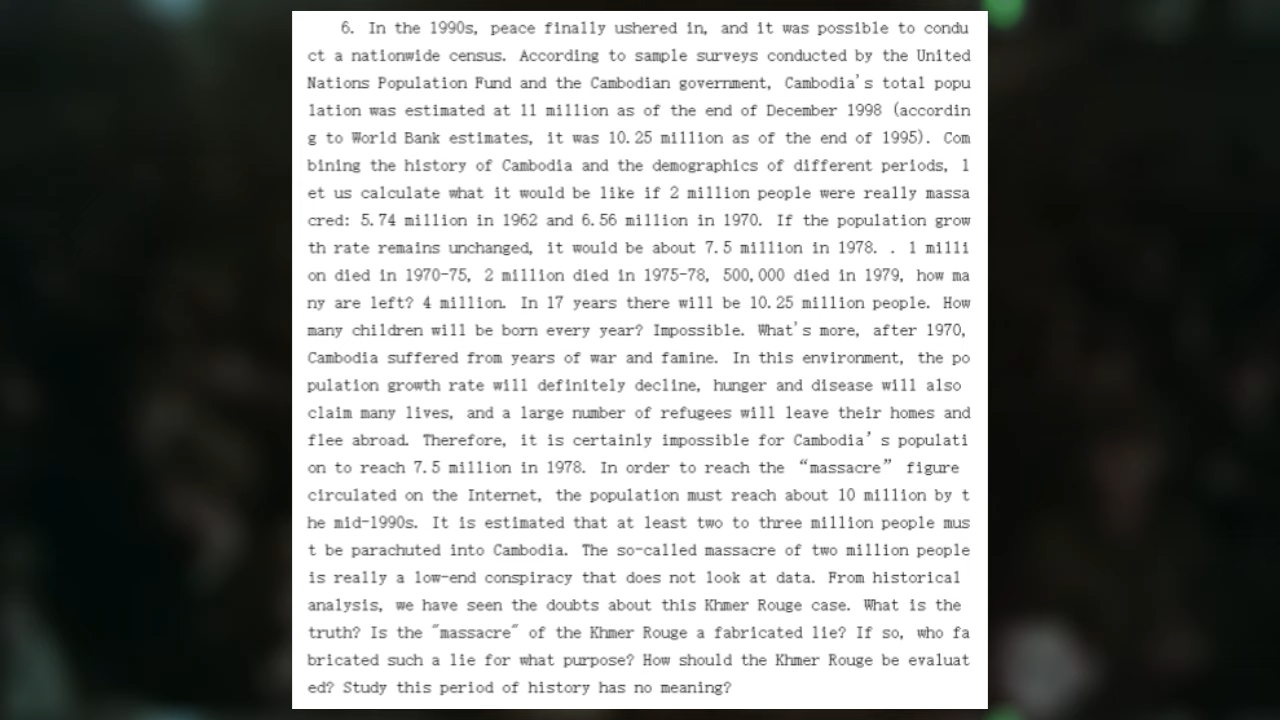 6. In the 1990s, peace finally ushered in, and it was possible to condu
ct a nationwide census. According to sample surveys conducted by the United
Nations Population Fund and the Cambodian government, Cambodia's total popu
lation was estimated at 11 million as of the end of December 1998 (accordin
g to World Bank estimates, it was 10.25 million as of the end of 1995). Com
bining the history of Cambodia and the demographics of different periods, l
et us calculate what it would be like if 2 million people were really massa
cred: 5.74 million in 1962 and 6.56 million in 1970. If the population grow
th rate remains unchanged, it would be about 7.5 million in 1978. . 1 milli
on died in 1970-75, 2 million died in 1975-78, 500,000 died in 1979, how ma
ny are left? 4 million. In 17 years there will be 10.25 million people. How
many children will be born every year? Impossible. What's more, after 1970,
Cambodia suffered from years of war and famine. In this environment, the po
pulation growth rate will definitely decline, hunger and disease will also
claim many lives, and a large number of refugees will leave their homes and
flee abroad. Therefore, it is certainly impossible for Cambodia’s populati
on to reach 7.5 million in 1978. In order to reach the “massacre” figure
circulated on the Internet, the population must reach about 10 million by t
he mid-1990s. It is estimated that at least two to three million people mus
t be parachuted into Cambodia. The so-called massacre of two million people
is really a low-end conspiracy that does not look at data. From historical
analysis, we have seen the doubts about this Khmer Rouge case. What is the
truth? Is the "massacre" of the Khmer Rouge a fabricated lie? If so, who fa
bricated such a lie for what purpose? How should the Khmer Rouge be evaluat
ed? Study this period of history has no meaning?